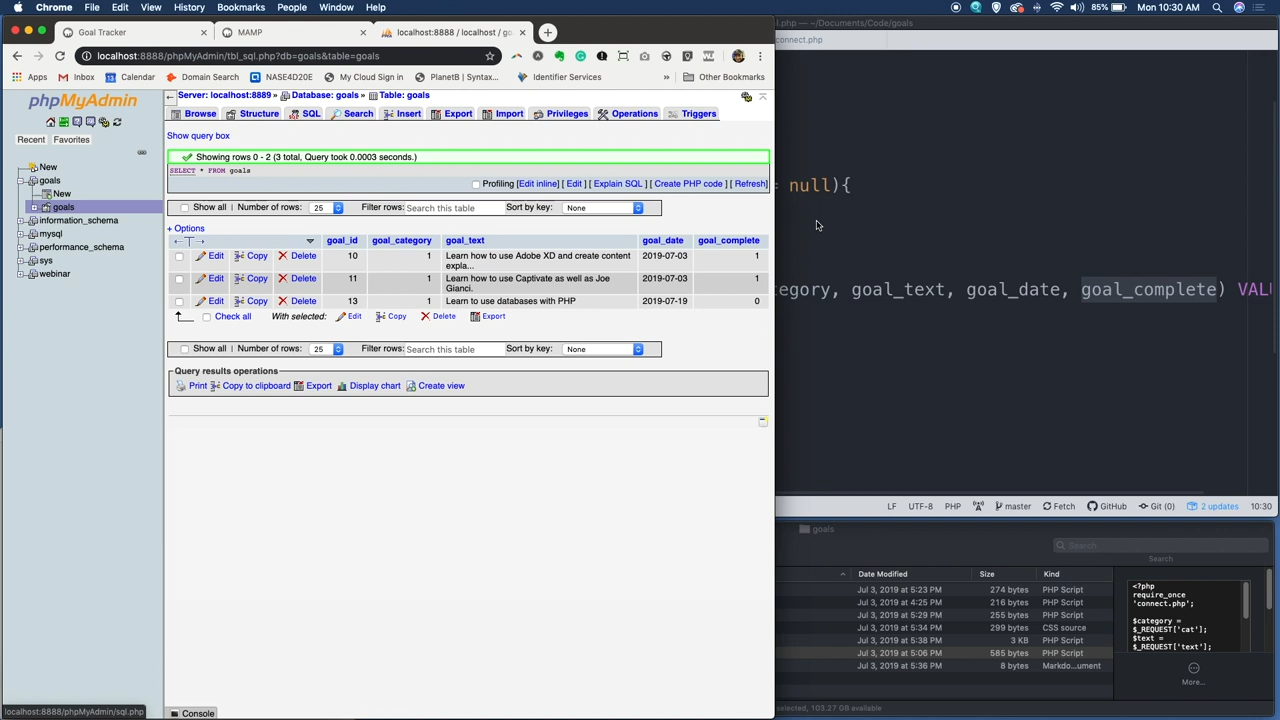 Chrome File Edit View History Bookmarks People Window Help
85% Mon 10:30 AM
Goal Tracker
MAMP
localhost:8888 / localhost / go
localhost:8888/phpMyAdmin/tbl_sql.php?db=goals&table=goals
Apps Inbox Calendar Domain Search NASE4D20E My Cloud Sign in PlanetB | Syntax... Identity Services » Other Bookmarks
phpMyAdmin
Recent Favorites
New
goals
New
goals
information_schema
mysql
performance_schema
sys
webinar
Server: localhost:8889 » Database: goals » Table: goals
Browse Structure SQL Search Insert Export Import Privileges Operations Triggers
Show query box
Showing rows 0 - 2 (3 total, Query took 0.0003 seconds.)
SELECT * FROM goals
Profiling [Edit inline] [ Edit ] [ Explain SQL ] [ Create PHP code ] [ Refresh]
Show all | Number of rows: 25 Filter rows: Search this table Sort by key: None
+ Options
←T→ goal_id goal_category goal_text goal_date goal_complete
Edit Copy Delete 10 1 Learn how to use Adobe XD and create content expla... 2019-07-03 1
Edit Copy Delete 11 1 Learn how to use Captivate as well as Joe Gianci. 2019-07-03 1
Edit Copy Delete 13 1 Learn to use databases with PHP 2019-07-19 0
Check all With selected: Edit Copy Delete Export
Show all | Number of rows: 25 Filter rows: Search this table Sort by key: None
Query results operations
Print Copy to clipboard Export Display chart Create view
Console
localhost:8888/phpMyAdmin/sql.php
.php — ~/Documents/Code/goals
connect.php
= null){
tegory, goal_text, goal_date, goal_complete) VALU
LF UTF-8 PHP master Fetch GitHub Git (0) 2 updates 10:30
goals
Search
Search
Date Modified Size Kind
Jul 3, 2019 at 5:23 PM 274 bytes PHP Script
Jul 3, 2019 at 4:25 PM 216 bytes PHP Script
Jul 3, 2019 at 5:29 PM 255 bytes PHP Script
Jul 3, 2019 at 5:34 PM 299 bytes CSS source
Jul 3, 2019 at 5:38 PM 3 KB PHP Script
Jul 3, 2019 at 5:06 PM 585 bytes PHP Script
Jul 3, 2019 at 5:36 PM 8 bytes Markdo...ument
<?php
require_once
'connect.php';
$category =
$_REQUEST['cat'];
$text =
$_REQUEST['text'];
More...
selected, 103.27 GB available